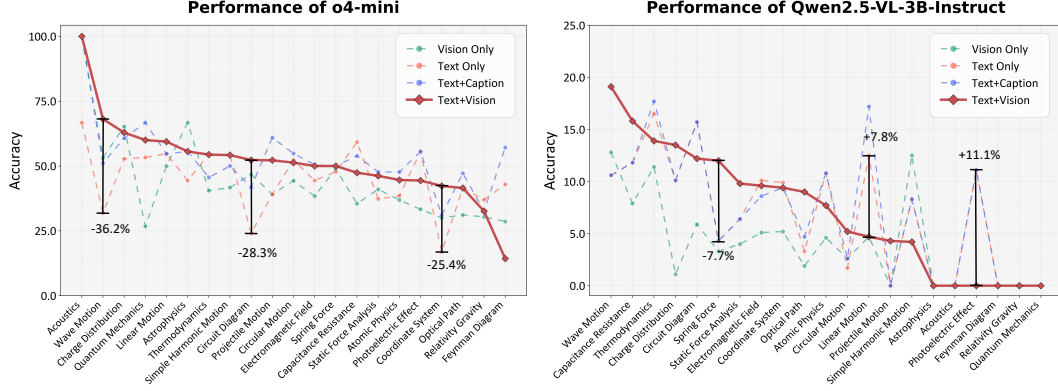 Performance of o4-mini
Accuracy
100.0
75.0
50.0
25.0
0.0
Vision Only
Text Only
Text+Caption
Text+Vision
-36.2%
-28.3%
-25.4%
Acoustics
Wave Motion
Charge Distribution
Quantum Mechanics
Linear Motion
Astrophysics
Thermodynamics
Simple Harmonic Motion
Circuit Diagram
Projectile Motion
Circular Motion
Electromagnetic Field
Spring Force
Capacitance Resistance
Static Force Analysis
Atomic Physics
Photoelectric Effect
Coordinate System
Optical Path
Relativity Gravity
Feynman Diagram
Performance of Qwen2.5-VL-3B-Instruct
Accuracy
25.0
20.0
15.0
10.0
5.0
0.0
Vision Only
Text Only
Text+Caption
Text+Vision
-7.7%
+7.8%
+11.1%
Wave Motion
Capacitance Resistance
Thermodynamics
Charge Distribution
Circuit Diagram
Spring Force
Static Force Analysis
Electromagnetic Field
Coordinate System
Optical Path
Atomic Physics
Circular Motion
Linear Motion
Projectile Motion
Simple Harmonic Motion
Astrophysics
Acoustics
Photoelectric Effect
Feynman Diagram
Relativity Gravity
Quantum Mechanics